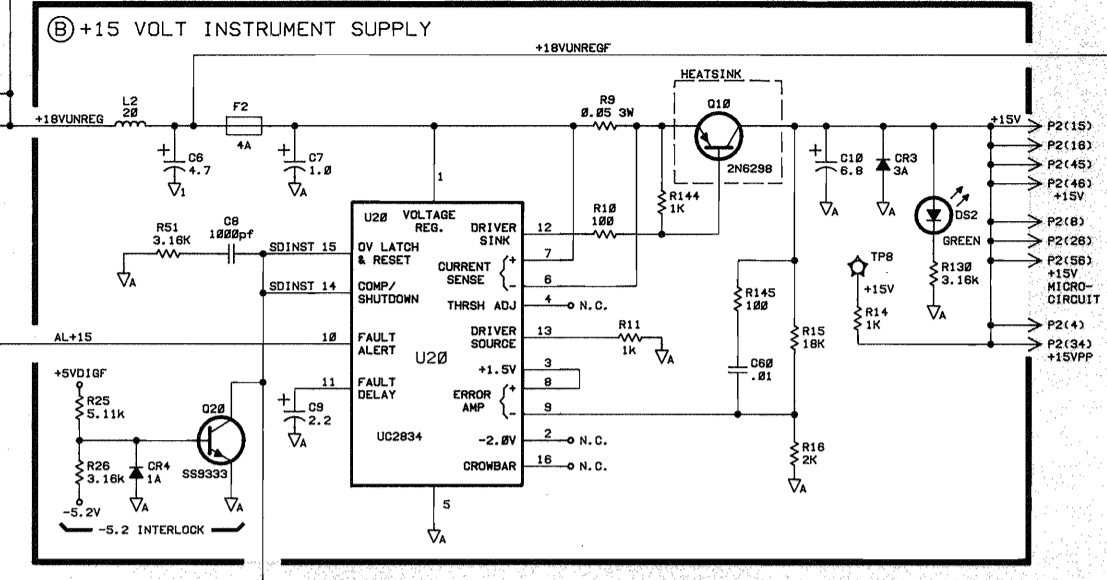 B +15 VOLT INSTRUMENT SUPPLY
+18VUNREGF
HEATSINK
L2
20
F2
4A
R9
0.05 3W
Q10
2N6298
+18VUNREG
+15V
P2(15)
P2(16)
P2(45)
P2(46)
+15V
P2(8)
P2(26)
P2(56)
+15V
MICRO-
CIRCUIT
P2(4)
P2(34)
+15VPP
+
C6
4.7
1
+
C7
1.0
A
1
+
C10
6.8
A
CR3
3A
A
DS2
GREEN
R130
3.16K
A
R144
1K
R10
100
TP8
+15V
R14
1K
R51
3.16K
C8
1000pf
A
U20 VOLTAGE
REG.
DRIVER
SINK
12
SDINST 15
OV LATCH
& RESET
CURRENT
SENSE
+
-
7
6
SDINST 14
COMP/
SHUTDOWN
THRSH ADJ
4
N.C.
R145
100
R15
18K
AL+15
10
FAULT
ALERT
U20
DRIVER
SOURCE
13
R11
1k
A
+1.5V
3
C60
.01
11
FAULT
DELAY
ERROR
AMP
+
-
8
9
+5VDIGF
R25
5.11k
Q20
SS9333
+
C9
2.2
A
UC2834
-2.0V
2
N.C.
CROWBAR
16
N.C.
R16
2K
A
R26
3.16k
CR4
1A
A
A
-5.2V
-5.2 INTERLOCK
5
A